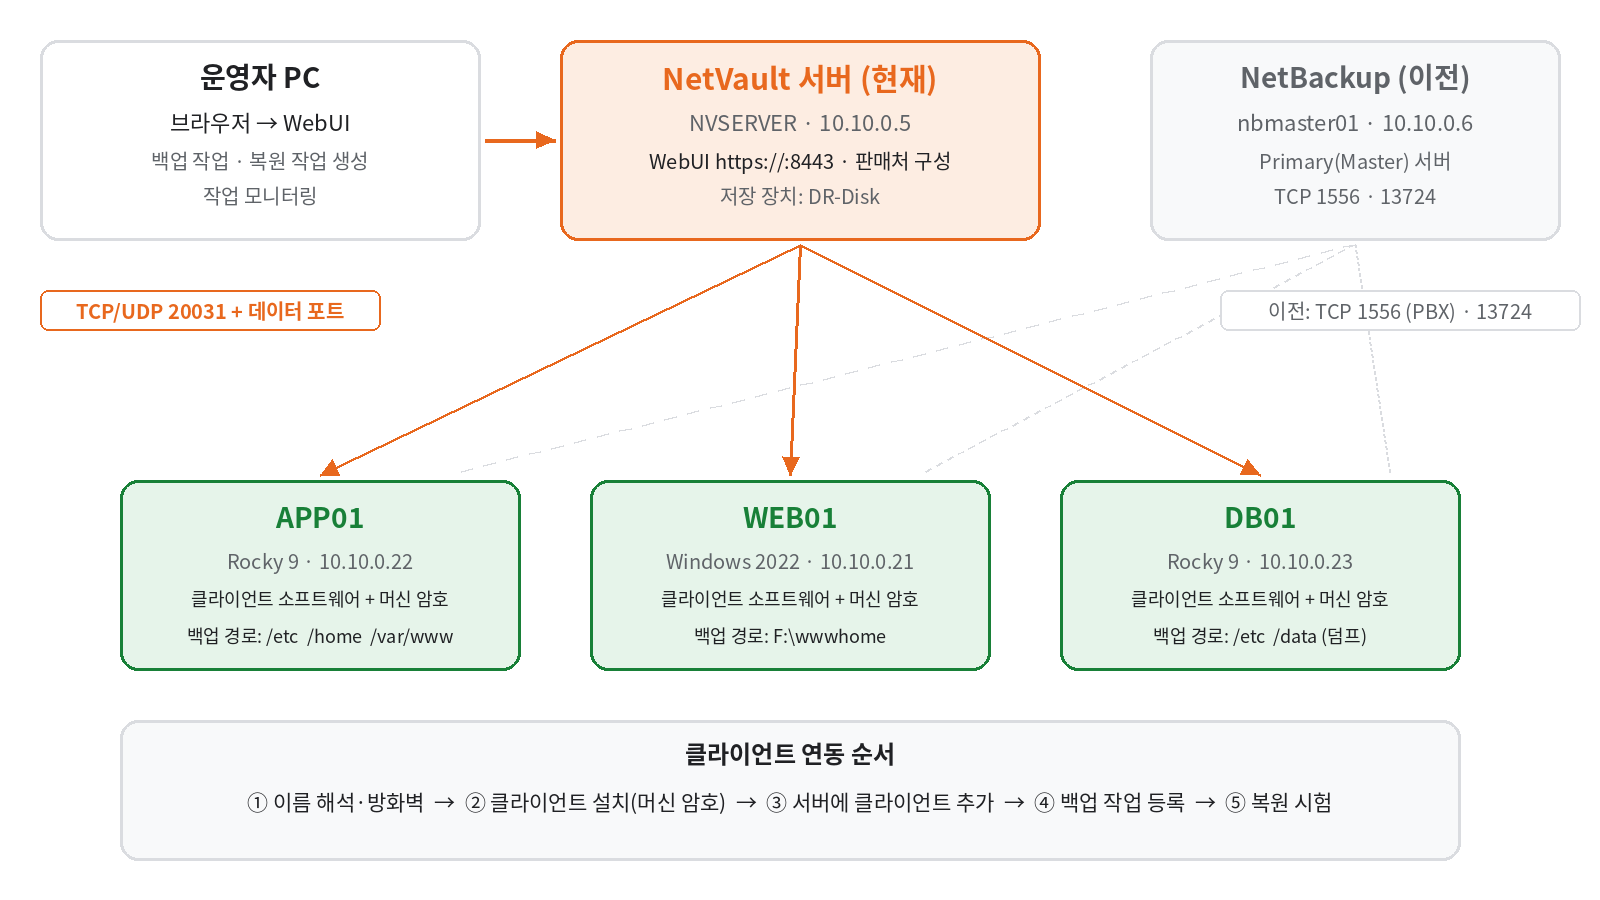 운영자 PC
브라우저 → WebUI
백업 작업 · 복원 작업 생성
작업 모니터링
NetVault 서버 (현재)
NVSERVER · 10.10.0.5
WebUI https://:8443 · 판매처 구성
저장 장치: DR-Disk
NetBackup (이전)
nbmaster01 · 10.10.0.6
Primary(Master) 서버
TCP 1556 · 13724
TCP/UDP 20031 + 데이터 포트
이전: TCP 1556 (PBX) · 13724
APP01
Rocky 9 · 10.10.0.22
클라이언트 소프트웨어 + 머신 암호
백업 경로: /etc /home /var/www
WEB01
Windows 2022 · 10.10.0.21
클라이언트 소프트웨어 + 머신 암호
백업 경로: F:\wwwhome
DB01
Rocky 9 · 10.10.0.23
클라이언트 소프트웨어 + 머신 암호
백업 경로: /etc /data (덤프)
클라이언트 연동 순서
① 이름 해석·방화벽 → ② 클라이언트 설치(머신 암호) → ③ 서버에 클라이언트 추가 → ④ 백업 작업 등록 → ⑤ 복원 시험